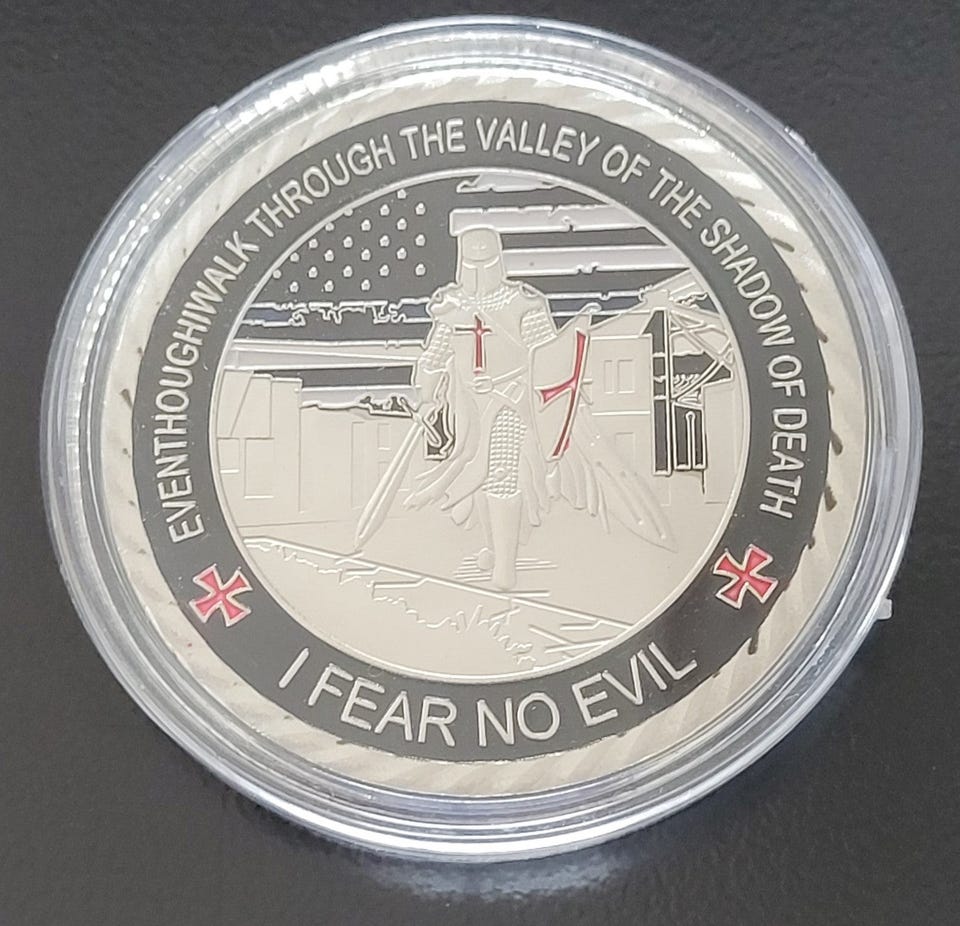 EVENTHOUGHIWALK THROUGH THE VALLEY OF THE SHADOW OF DEATH
I FEAR NO EVIL